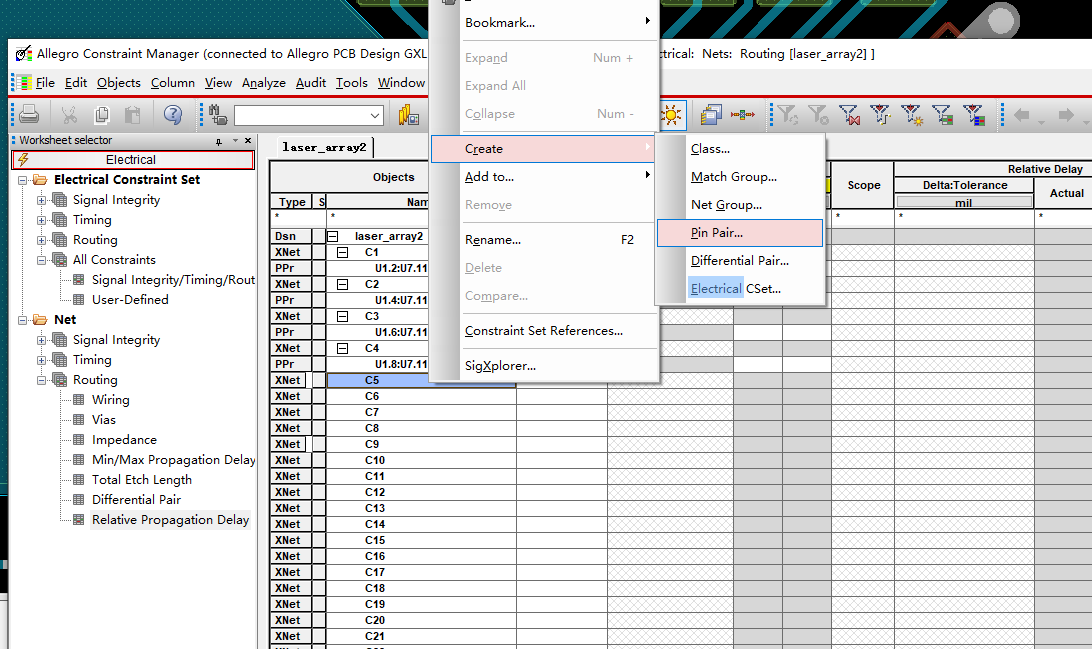 Allegro Constraint Manager (connected to Allegro PCB Design GXL
ctrical: Nets: Routing [laser_array2] ]
File Edit Objects Column View Analyze Audit Tools Window
Worksheet selector
Electrical
Electrical Constraint Set
Signal Integrity
Timing
Routing
All Constraints
Signal Integrity/Timing/Rout
User-Defined
Net
Signal Integrity
Timing
Routing
Wiring
Vias
Impedance
Min/Max Propagation Delay
Total Etch Length
Differential Pair
Relative Propagation Delay
Bookmark...
Expand Num +
Expand All
Collapse Num -
Create
Add to...
Remove
Rename... F2
Delete
Compare...
Constraint Set References...
SigXplorer...
Class...
Match Group...
Net Group...
Pin Pair...
Differential Pair...
Electrical CSet...
laser_array2
Objects Scope Relative Delay
Delta:Tolerance Actual
Type S Nam mil
* * * * *
Dsn laser_array2
XNet C1
PPr U1.2:U7.11
XNet C2
PPr U1.4:U7.11
XNet C3
PPr U1.6:U7.11
XNet C4
PPr U1.8:U7.11
XNet C5
XNet C6
XNet C7
XNet C8
XNet C9
XNet C10
XNet C11
XNet C12
XNet C13
XNet C14
XNet C15
XNet C16
XNet C17
XNet C18
XNet C19
XNet C20
XNet C21